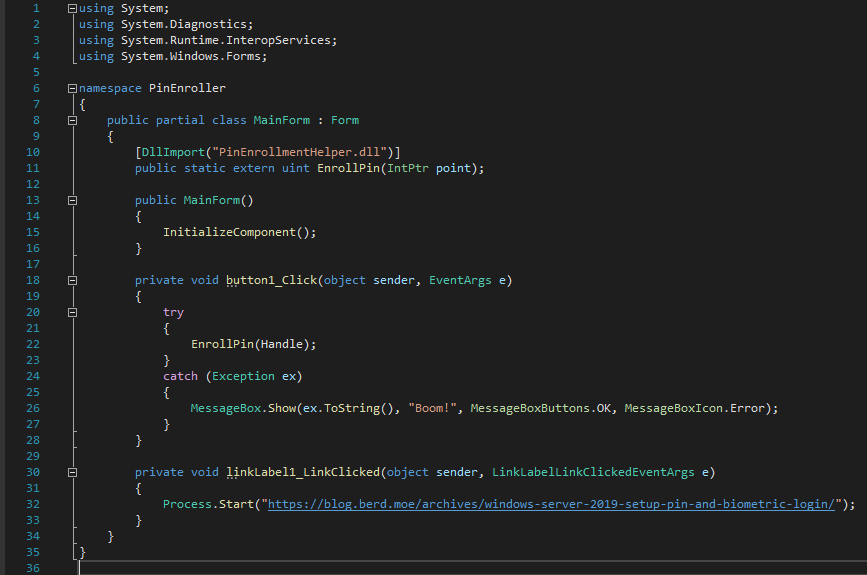 1 using System;
2 using System.Diagnostics;
3 using System.Runtime.InteropServices;
4 using System.Windows.Forms;
5
6 namespace PinEnroller
7 {
8 public partial class MainForm : Form
9 {
10 [DllImport("PinEnrollmentHelper.dll")]
11 public static extern uint EnrollPin(IntPtr point);
12
13 public MainForm()
14 {
15 InitializeComponent();
16 }
17
18 private void button1_Click(object sender, EventArgs e)
19 {
20 try
21 {
22 EnrollPin(Handle);
23 }
24 catch (Exception ex)
25 {
26 MessageBox.Show(ex.ToString(), "Boom!", MessageBoxButtons.OK, MessageBoxIcon.Error);
27 }
28 }
29
30 private void linkLabel1_LinkClicked(object sender, LinkLabelLinkClickedEventArgs e)
31 {
32 Process.Start("https://blog.berd.moe/archives/windows-server-2019-setup-pin-and-biometric-login/");
33 }
34 }
35 }
36